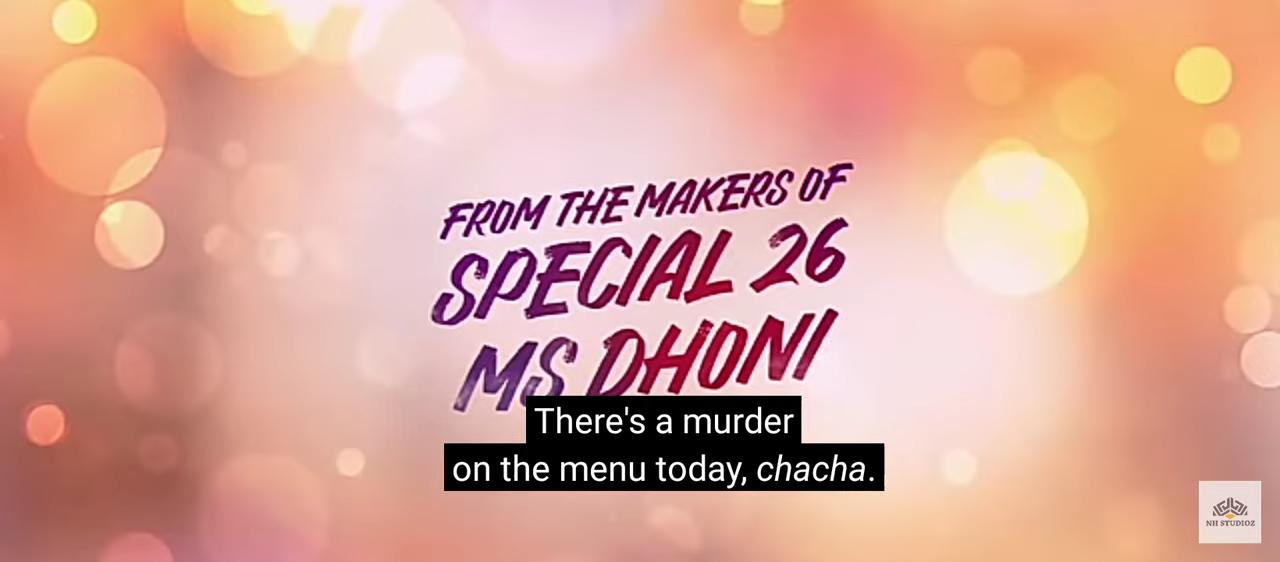 FROM THE MAKERS OF
SPECIAL 26
MS DHONI
There's a murder
on the menu today, chacha.
NH STUDIOZ